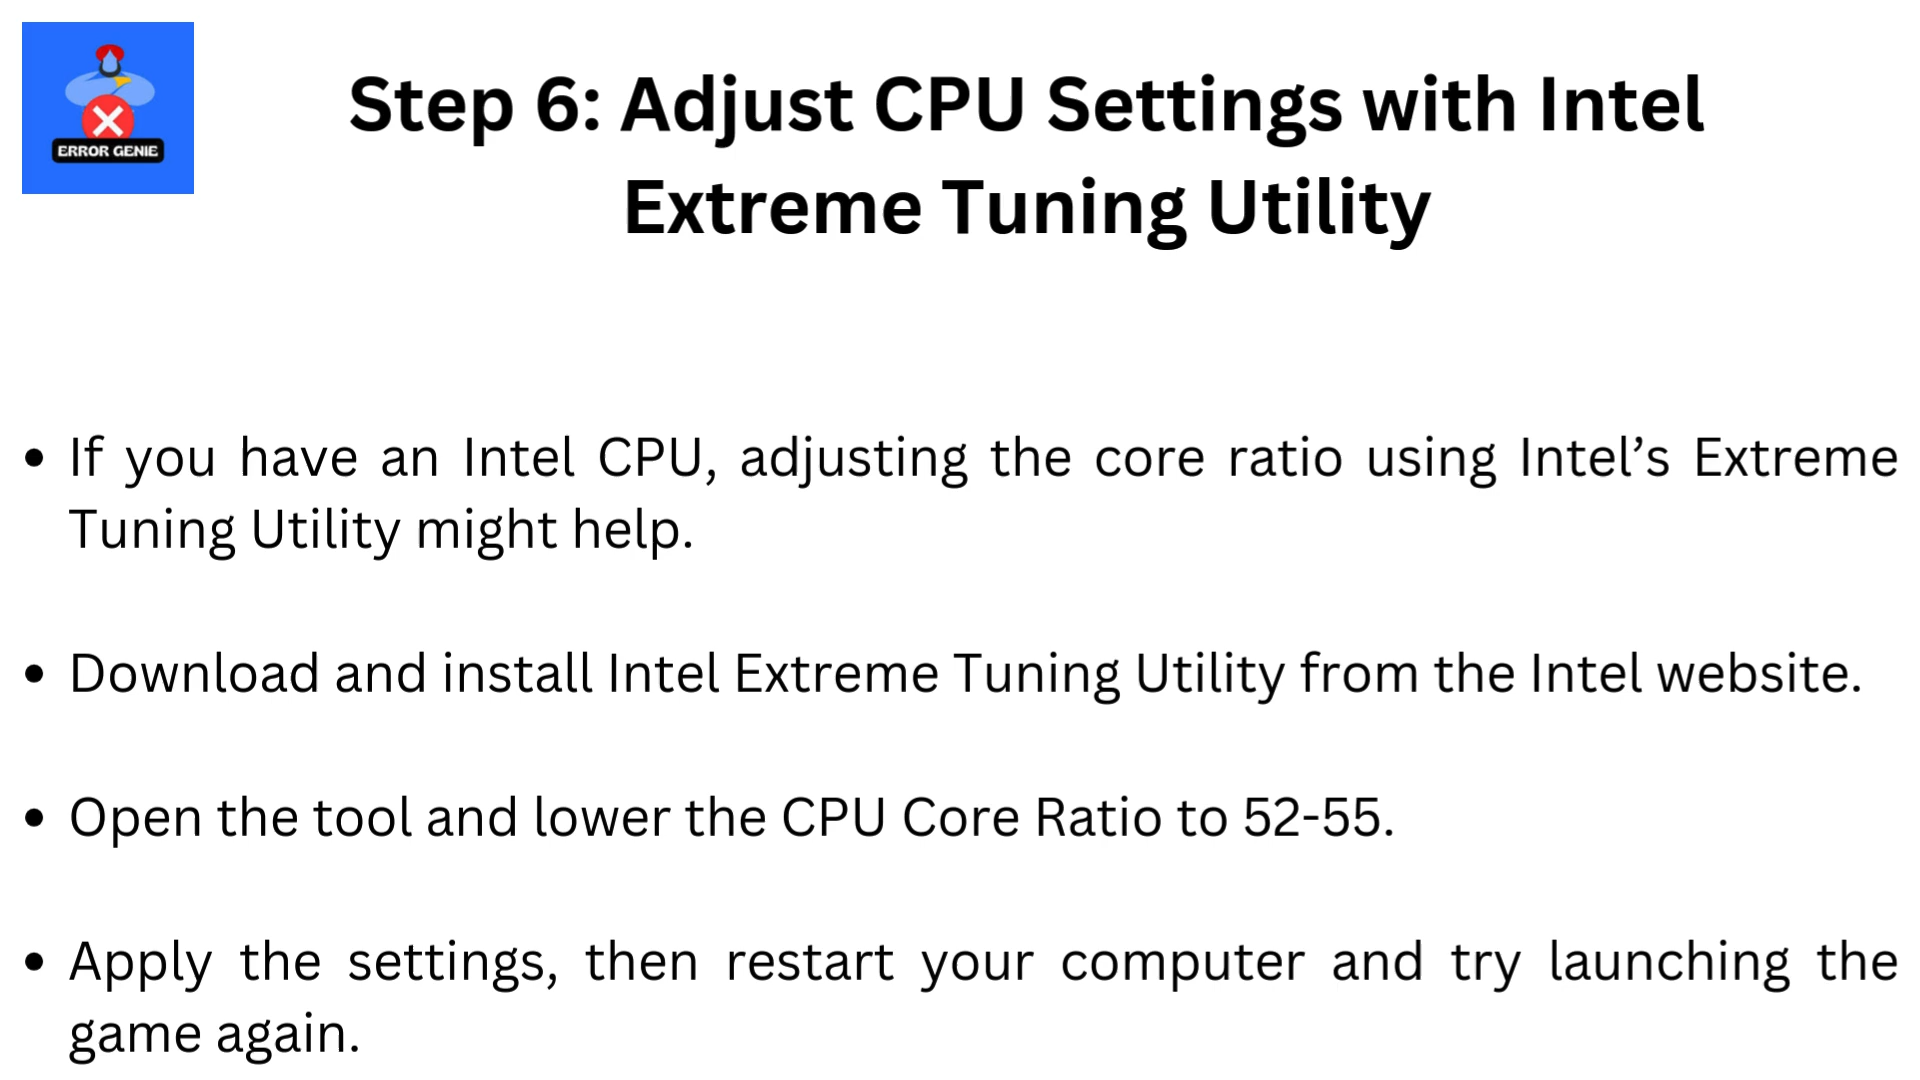 ERROR GENIE
Step 6: Adjust CPU Settings with Intel
Extreme Tuning Utility
• If you have an Intel CPU, adjusting the core ratio using Intel’s Extreme
Tuning Utility might help.
• Download and install Intel Extreme Tuning Utility from the Intel website.
• Open the tool and lower the CPU Core Ratio to 52-55.
• Apply the settings, then restart your computer and try launching the
game again.